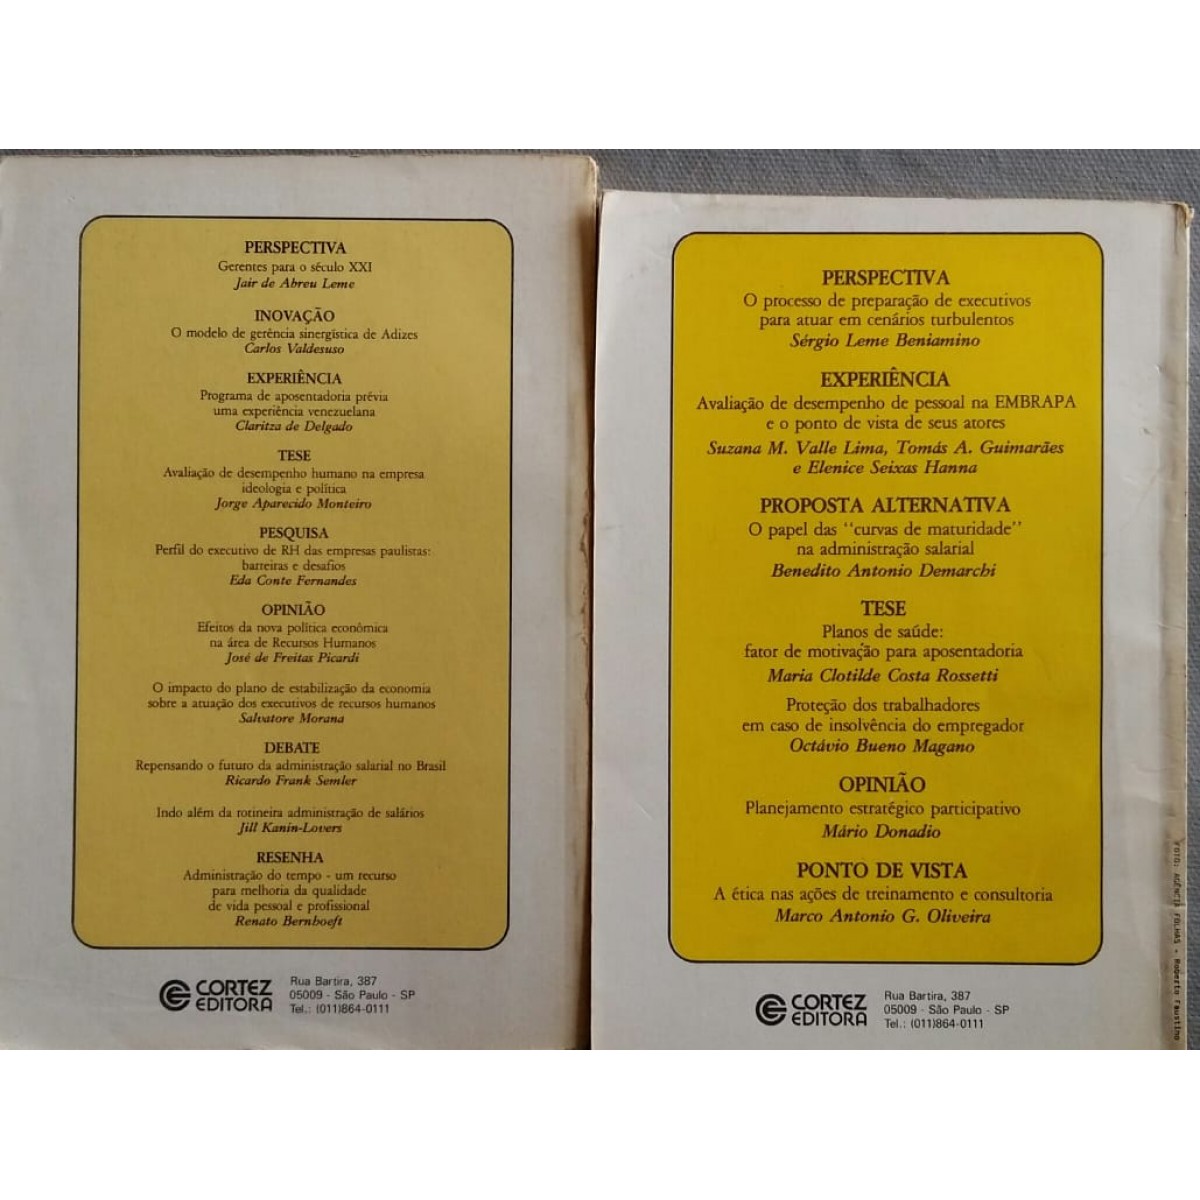 PERSPECTIVA
Gerentes para o século XXI
Jair de Abreu Leme
INOVAÇÃO
O modelo de gerência sinergística de Adizes
Carlos Valdesuso
EXPERIÊNCIA
Programa de aposentadoria prévia
uma experiência venezuelana
Claritza de Delgado
TESE
Avaliação de desempenho humano na empresa
ideologia e política
Jorge Aparecido Monteiro
PESQUISA
Perfil do executivo de RH das empresas paulistas:
barreiras e desafios
Eda Conte Fernandes
OPINIÃO
Efeitos da nova política econômica
na área de Recursos Humanos
José de Freitas Picardi
O impacto do plano de estabilização da economia
sobre a atuação dos executivos de recursos humanos
Salvatore Morana
DEBATE
Repensando o futuro da administração salarial no Brasil
Ricardo Frank Semler
Indo além da rotineira administração de salários
Jill Kanin-Lovers
RESENHA
Administração do tempo - um recurso
para melhoria da qualidade
de vida pessoal e profissional
Renato Bernhoeft
CORTEZ
EDITORA
Rua Bartira, 387
05009 - São Paulo - SP
Tel.: (011)864-0111
PERSPECTIVA
O processo de preparação de executivos
para atuar em cenários turbulentos
Sérgio Leme Beniamino
EXPERIÊNCIA
Avaliação de desempenho de pessoal na EMBRAPA
e o ponto de vista de seus atores
Suzana M. Valle Lima, Tomás A. Guimarães
e Elenice Seixas Hanna
PROPOSTA ALTERNATIVA
O papel das "curvas de maturidade"
na administração salarial
Benedito Antonio Demarchi
TESE
Planos de saúde:
fator de motivação para aposentadoria
Maria Clotilde Costa Rossetti
Proteção dos trabalhadores
em caso de insolvência do empregador
Octávio Bueno Magano
OPINIÃO
Planejamento estratégico participativo
Mário Donadio
PONTO DE VISTA
A ética nas ações de treinamento e consultoria
Marco Antonio G. Oliveira
CORTEZ
EDITORA
Rua Bartira, 387
05009 - São Paulo - SP
Tel.: (011)864-0111
FOTO: AGÊNCIA FOLHAS - Roberto Faustino